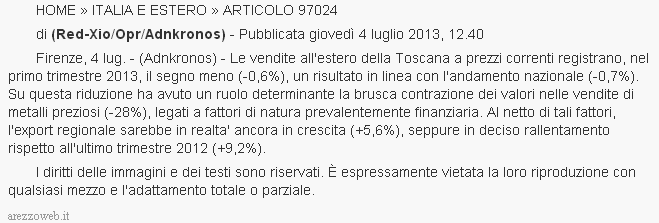 HOME » ITALIA E ESTERO » ARTICOLO 97024
di (Red-Xio/Opr/Adnkronos) - Pubblicata giovedì 4 luglio 2013, 12.40
Firenze, 4 lug. - (Adnkronos) - Le vendite all'estero della Toscana a prezzi correnti registrano, nel
primo trimestre 2013, il segno meno (-0,6%), un risultato in linea con l'andamento nazionale (-0,7%).
Su questa riduzione ha avuto un ruolo determinante la brusca contrazione dei valori nelle vendite di
metalli preziosi (-28%), legati a fattori di natura prevalentemente finanziaria. Al netto di tali fattori,
l'export regionale sarebbe in realta' ancora in crescita (+5,6%), seppure in deciso rallentamento
rispetto all'ultimo trimestre 2012 (+9,2%).
I diritti delle immagini e dei testi sono riservati. È espressamente vietata la loro riproduzione con
qualsiasi mezzo e l'adattamento totale o parziale.
arezzoweb.it